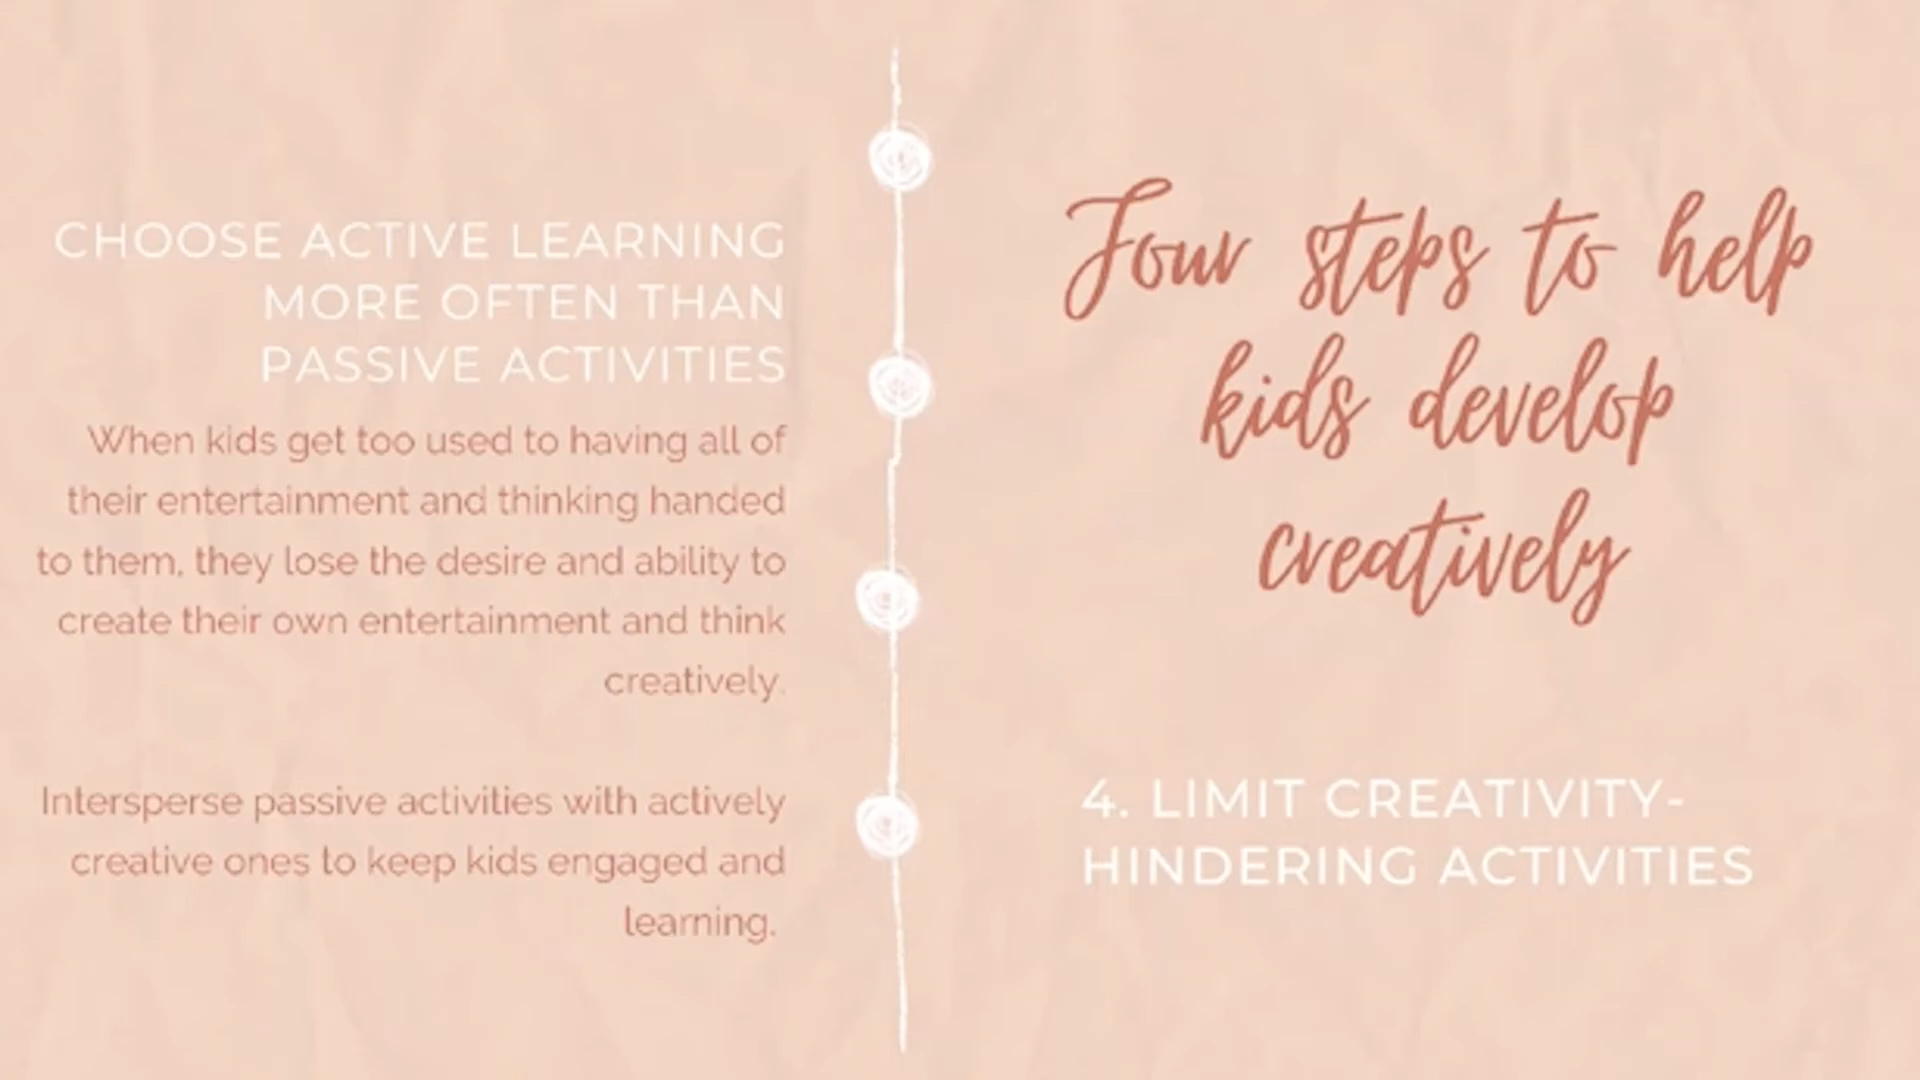 CHOOSE ACTIVE LEARNING
MORE OFTEN THAN
PASSIVE ACTIVITIES
When kids get too used to having all of
their entertainment and thinking handed
to them, they lose the desire and ability to
create their own entertainment and think
creatively.
Intersperse passive activities with actively
creative ones to keep kids engaged and
learning.
Four steps to help
kids develop
creatively
4. LIMIT CREATIVITY-
HINDERING ACTIVITIES